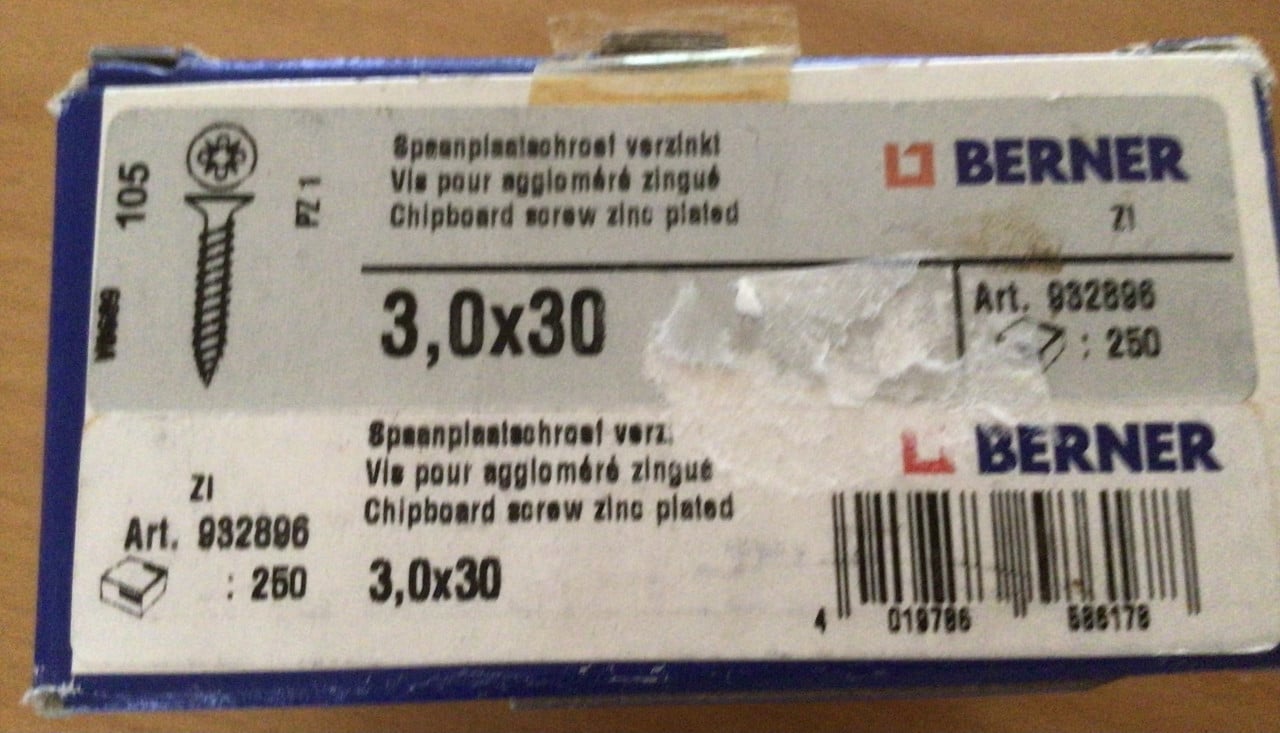 105
PZ 1
Spaanplaatschroef verzinkt
Vis pour aggloméré zingué
Chipboard screw zinc plated
BERNER
ZI
3,0x30
Art. 932896
: 250
Spaanplaatschroef verz.
Vis pour aggloméré zingué
Chipboard screw zinc plated
BERNER
ZI
Art. 932896
: 250
3,0x30
4